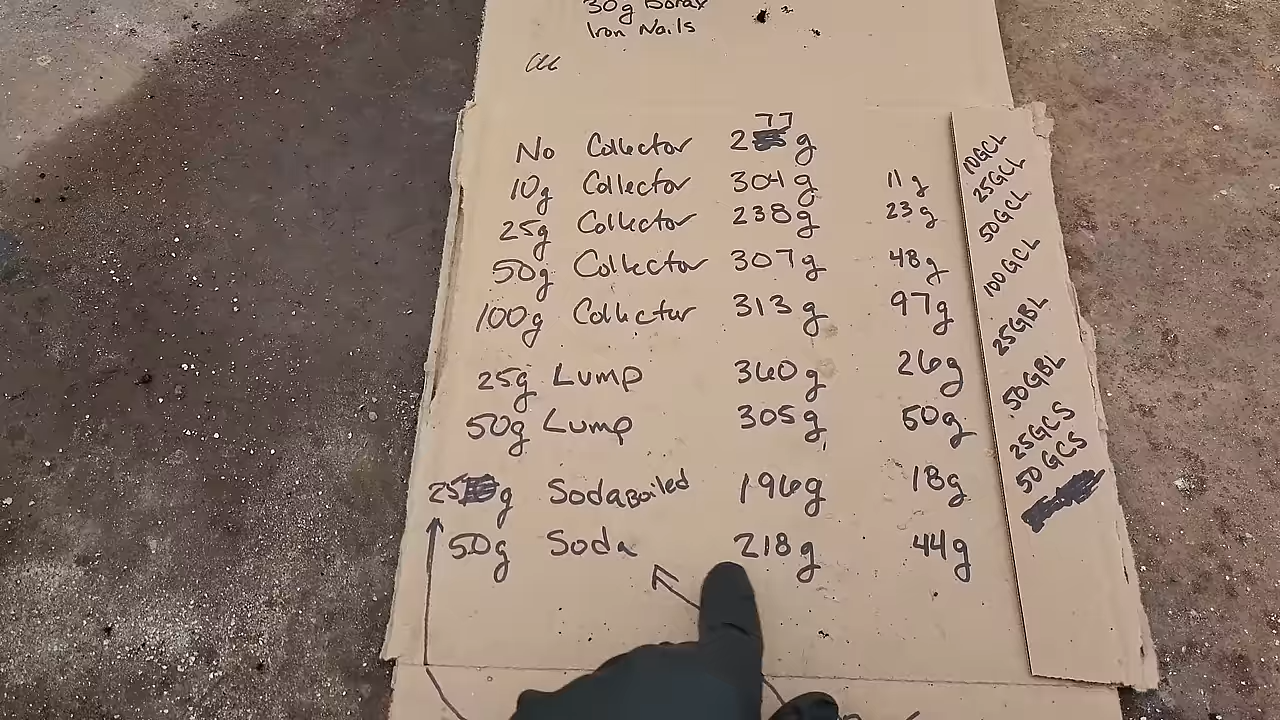 30g Borax
Iron Nails
No Collector 277g
10g Collector 304g 11g
25g Collector 238g 23g
50g Collector 307g 48g
100g Collector 313g 97g
25g Lump 360g 26g
50g Lump 305g 50g
25g Soda Boiled 196g 18g
50g Soda 218g 44g
10GCL
25GCL
50GCL
100GCL
25GBL
50GBL
25GCS
50GCS